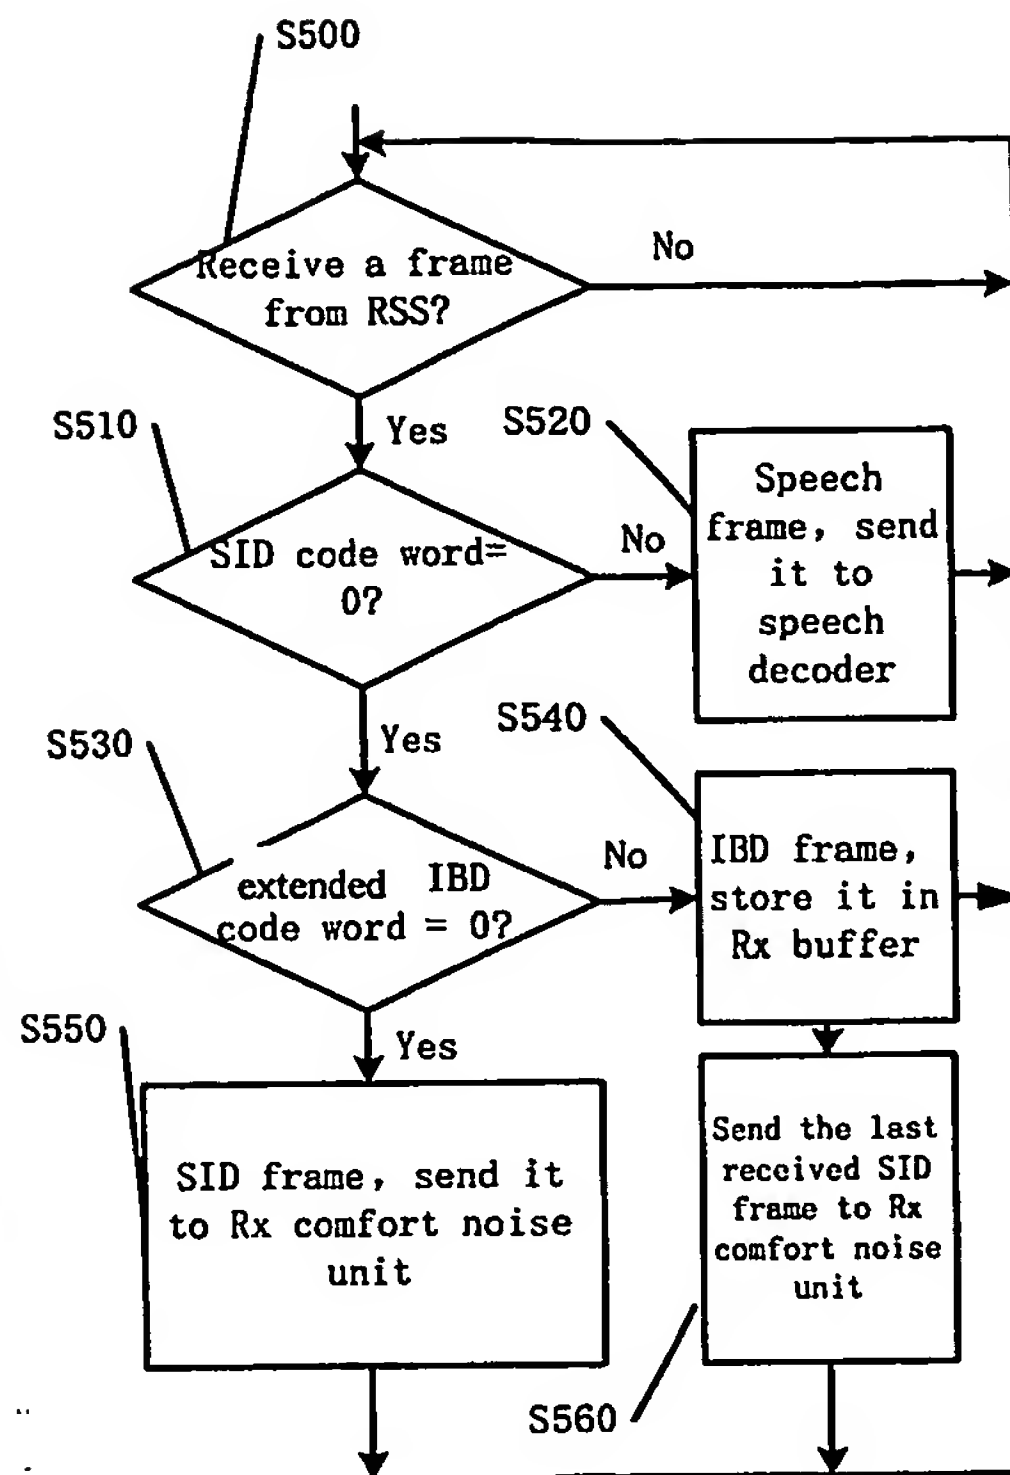 S500
Receive a frame
from RSS?
No
Yes
S510
SID code word=
0?
No
S520
Speech
frame, send
it to
speech
decoder
Yes
S530
extended IBD
code word = 0?
No
S540
IBD frame,
store it in
Rx buffer
Yes
S550
SID frame, send it
to Rx comfort noise
unit
Send the last
received SID
frame to Rx
comfort noise
unit
S560